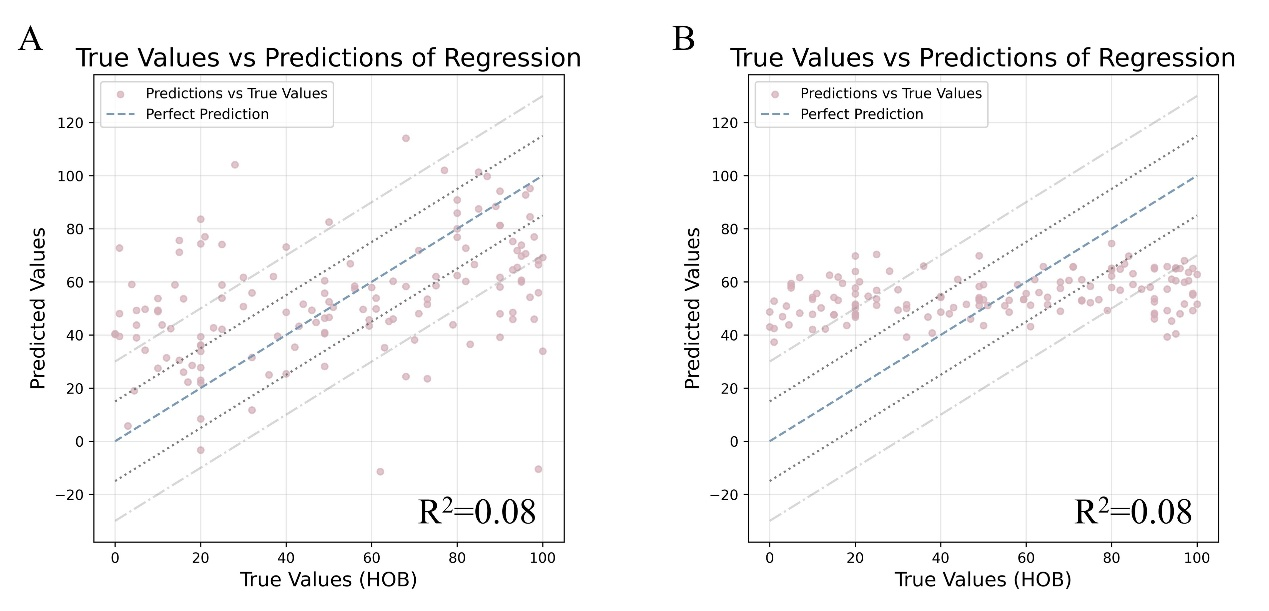 A
True Values vs Predictions of Regression
Predictions vs True Values
Perfect Prediction
120
100
80
60
40
20
0
−20
Predicted Values
R²=0.08
0 20 40 60 80 100
True Values (HOB)
B
True Values vs Predictions of Regression
Predictions vs True Values
Perfect Prediction
120
100
80
60
40
20
0
−20
Predicted Values
R²=0.08
0 20 40 60 80 100
True Values (HOB)